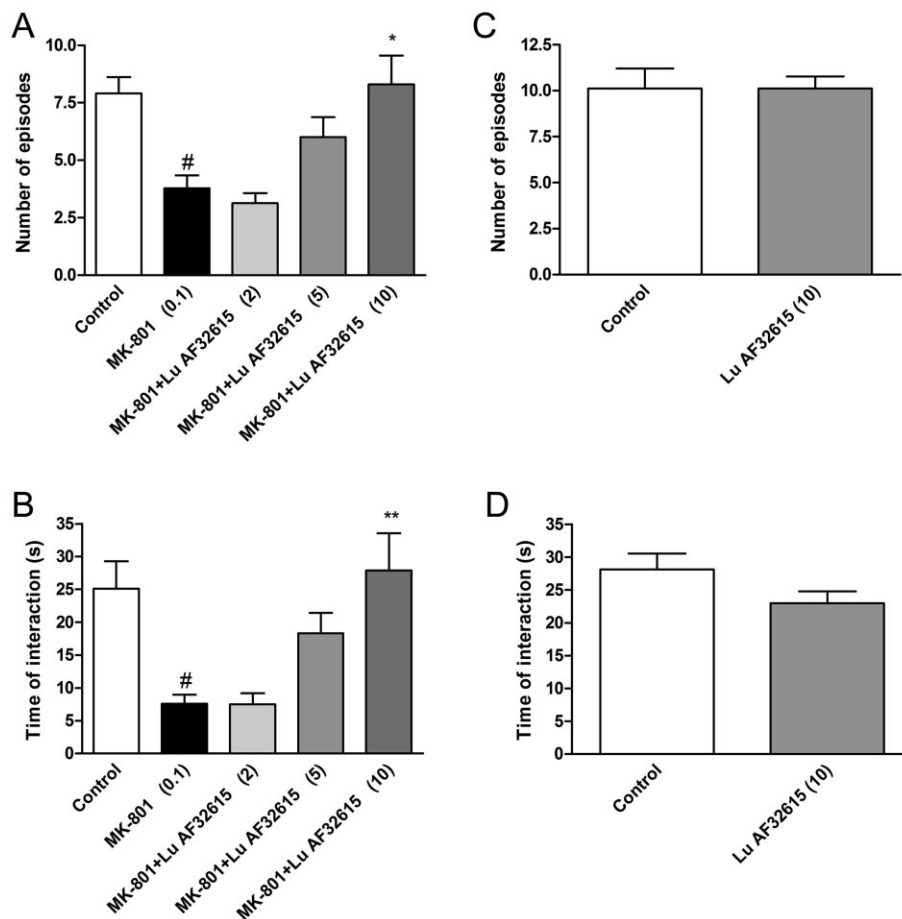 A
Number of episodes
10.0
7.5
5.0
2.5
0.0
#
*
Control
MK-801 (0.1)
MK-801+Lu AF32615 (2)
MK-801+Lu AF32615 (5)
MK-801+Lu AF32615 (10)
C
Number of episodes
12.5
10.0
7.5
5.0
2.5
0.0
Control
Lu AF32615 (10)
B
Time of interaction (s)
35
30
25
20
15
10
5
0
#
**
Control
MK-801 (0.1)
MK-801+Lu AF32615 (2)
MK-801+Lu AF32615 (5)
MK-801+Lu AF32615 (10)
D
Time of interaction (s)
35
30
25
20
15
10
5
0
Control
Lu AF32615 (10)